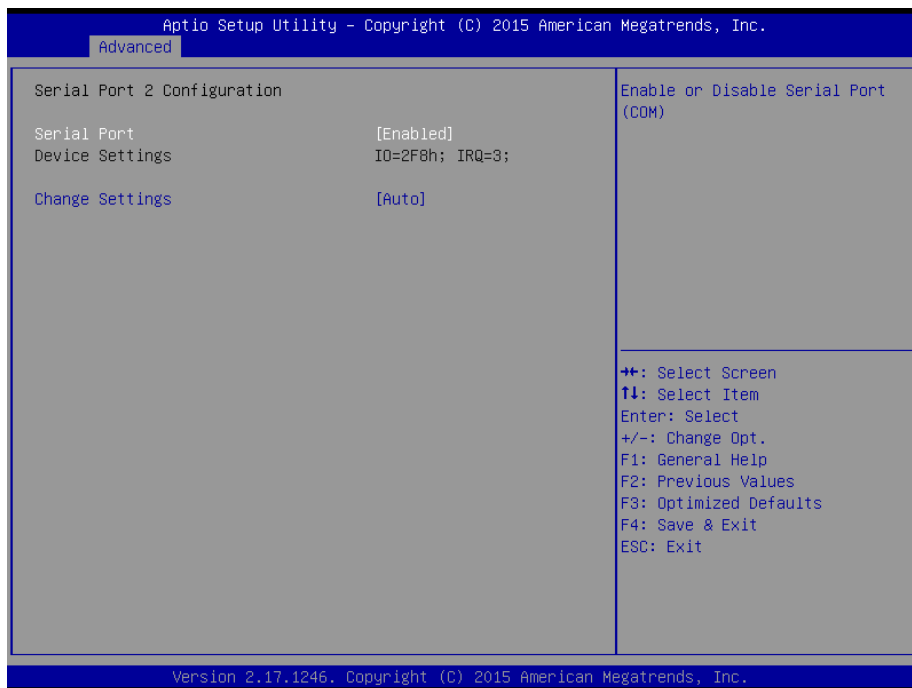 Aptio Setup Utility – Copyright (C) 2015 American Megatrends, Inc.
Advanced
Serial Port 2 Configuration
Serial Port [Enabled]
Device Settings IO=2F8h; IRQ=3;
Change Settings [Auto]
Enable or Disable Serial Port
(COM)
→←: Select Screen
↑↓: Select Item
Enter: Select
+/-: Change Opt.
F1: General Help
F2: Previous Values
F3: Optimized Defaults
F4: Save & Exit
ESC: Exit
Version 2.17.1246. Copyright (C) 2015 American Megatrends, Inc.